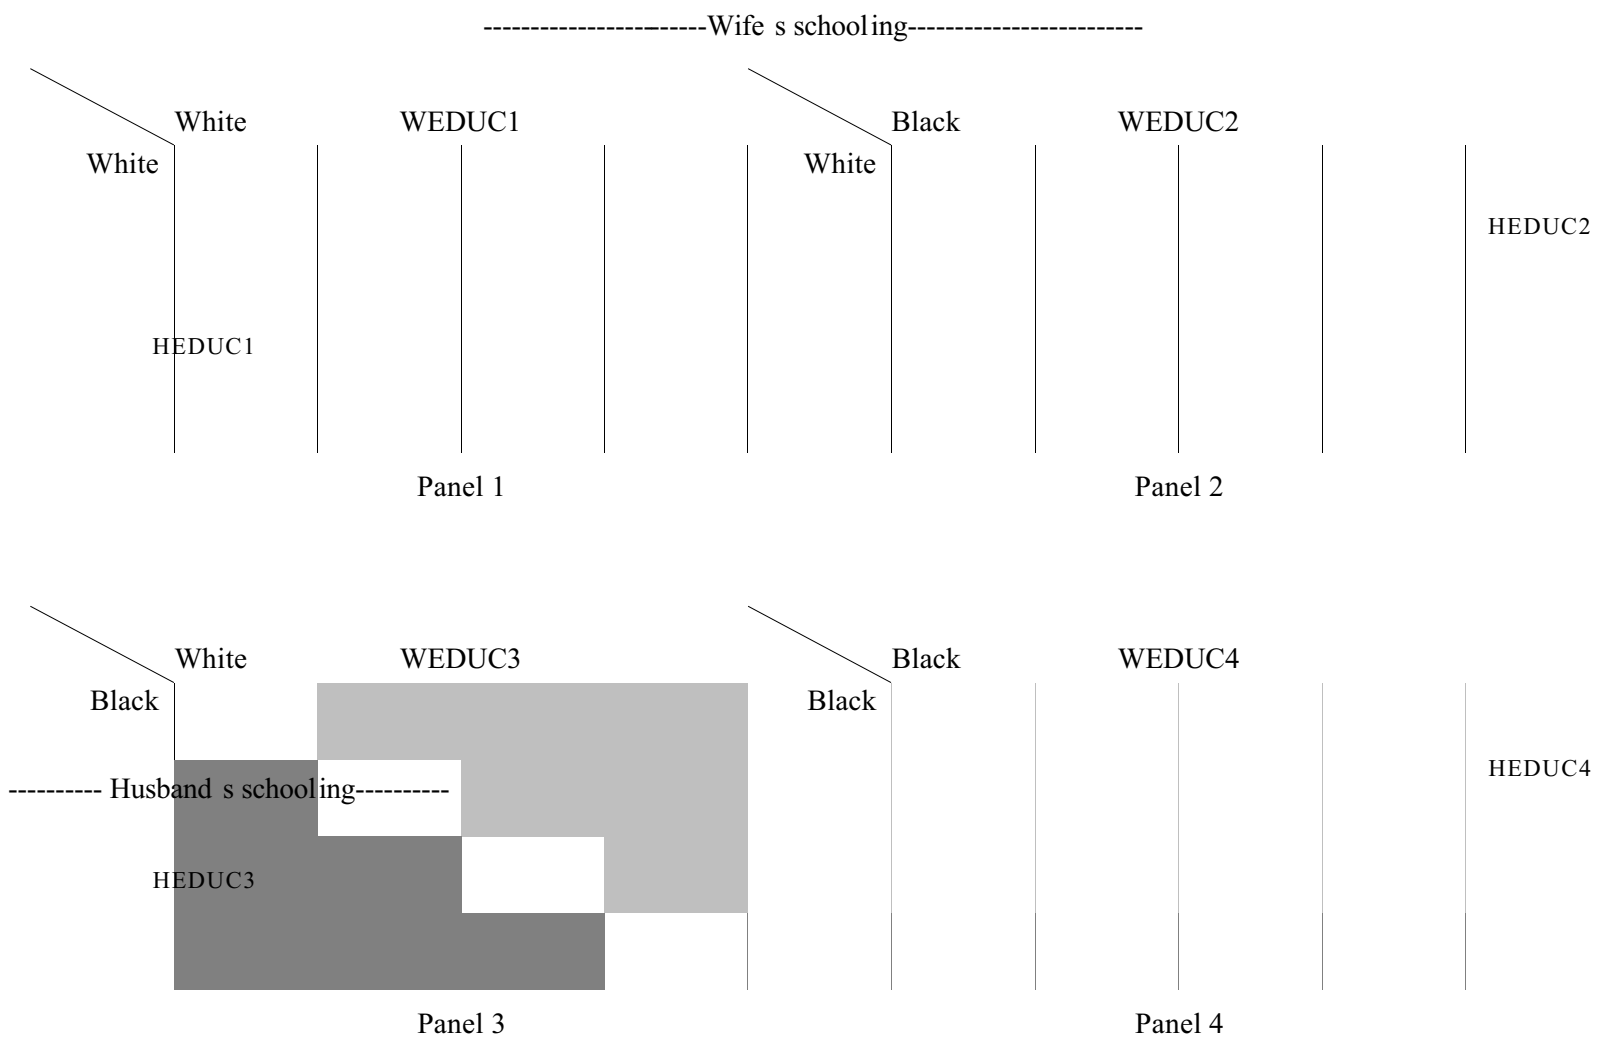 ----------------------Wife s schooling-------------------------
White WEDUC1 Black WEDUC2
White White
HEDUC2
HEDUC1
Panel 1 Panel 2
White WEDUC3 Black WEDUC4
Black Black
HEDUC4
---------- Husband s schooling----------
HEDUC3
Panel 3 Panel 4